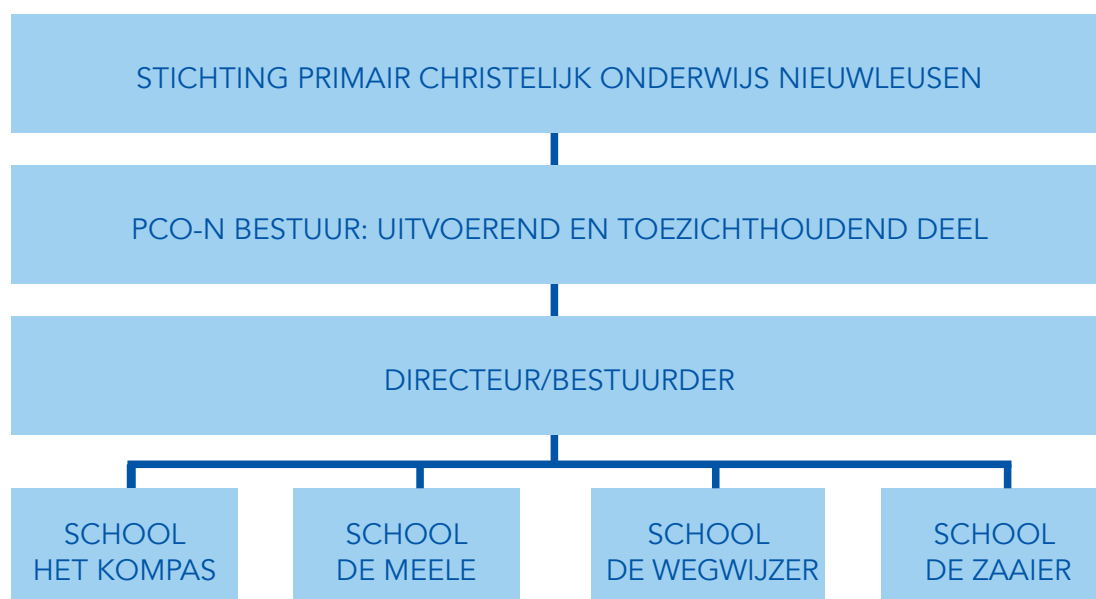 STICHTING PRIMAIR CHRISTELIJK ONDERWIJS NIEUWLEUSEN
PCO-N BESTUUR: UITVOEREND EN TOEZICHTHOUDEND DEEL
DIRECTEUR/BESTUURDER
SCHOOL
HET KOMPAS
SCHOOL
DE MEELE
SCHOOL
DE WEGWIJZER
SCHOOL
DE ZAAIER